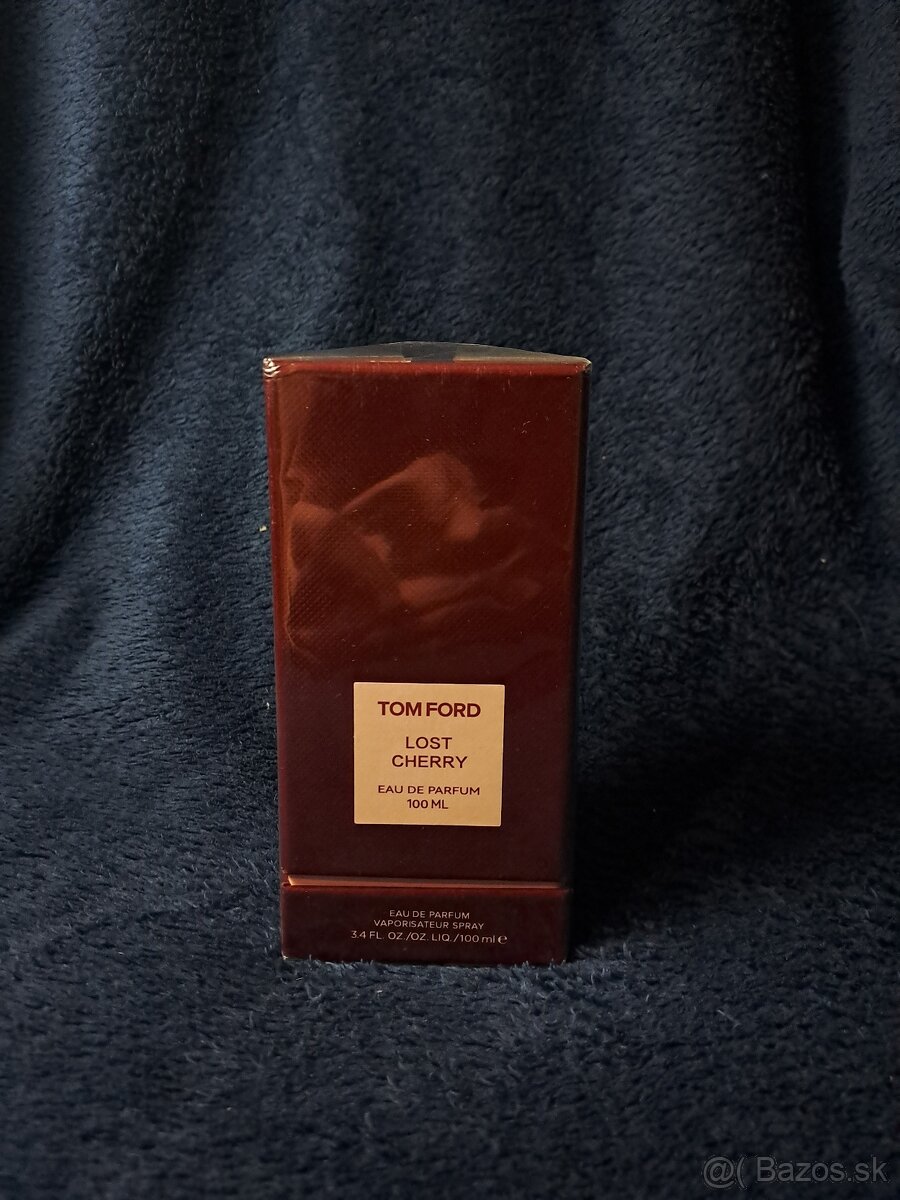 TOM FORD
LOST
CHERRY
EAU DE PARFUM
100 ML
EAU DE PARFUM
VAPORISATEUR SPRAY
3.4 FL. OZ./OZ. LIQ./100 ml ℮
@( Bazos.sk